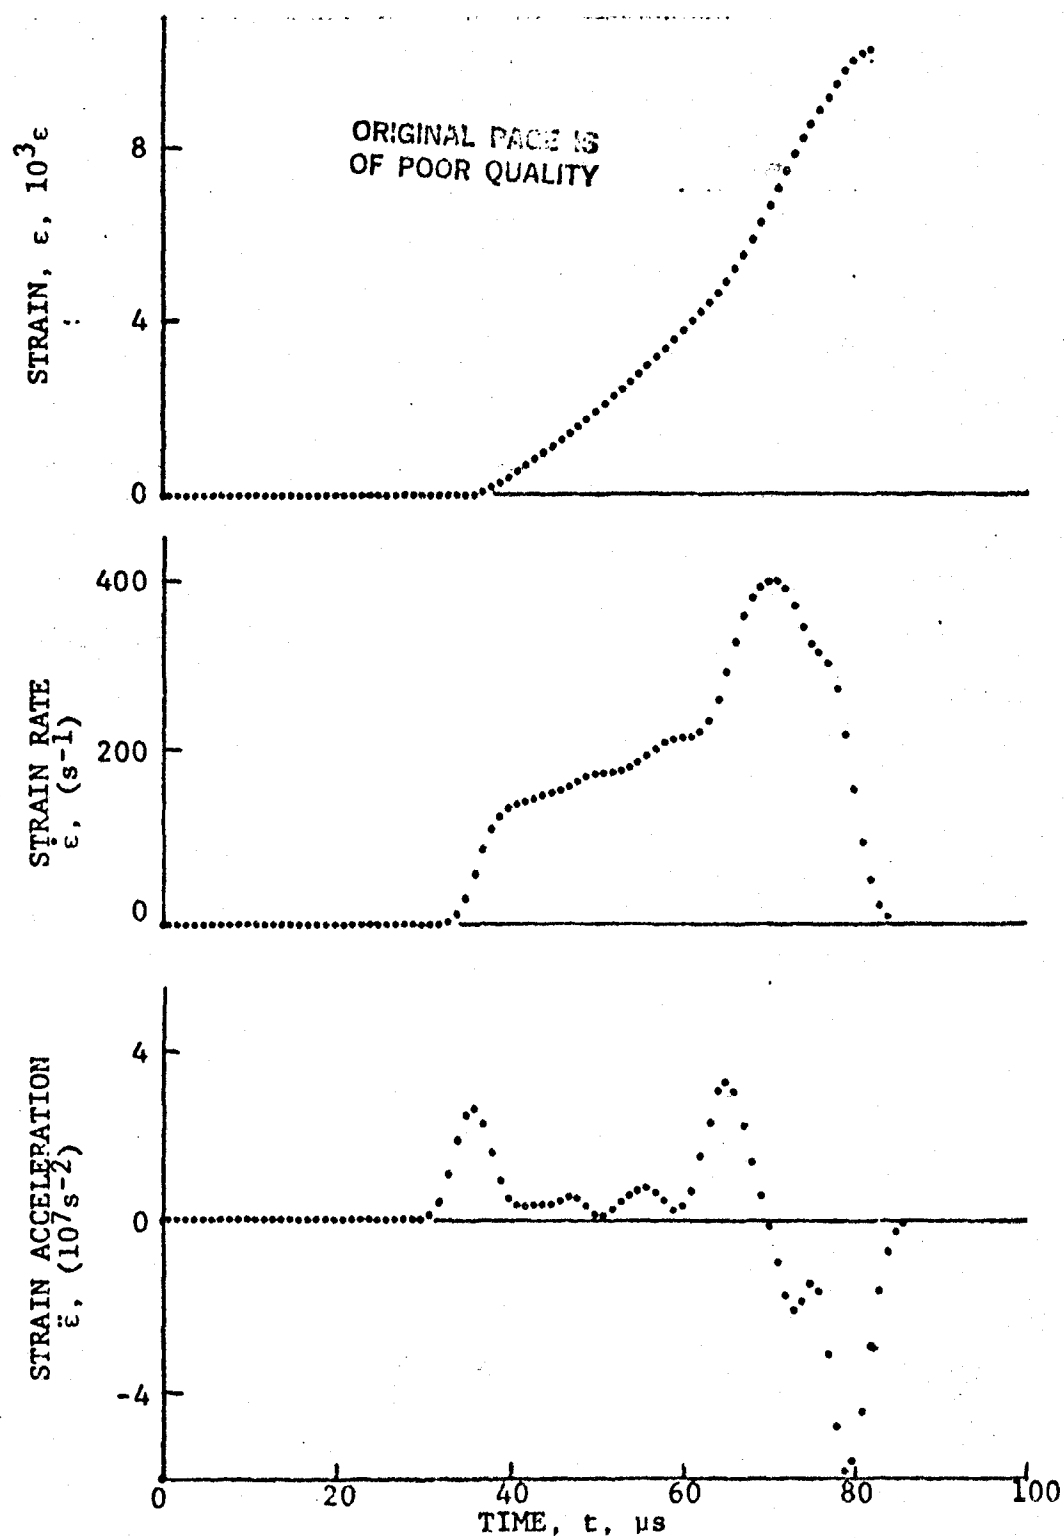 ORIGINAL PAGE IS
OF POOR QUALITY
STRAIN, ε, 10³ε
8
4
0
STRAIN RATE
ε̇, (s⁻¹)
400
200
0
STRAIN ACCELERATION
ε̈, (10⁷s⁻²)
4
0
-4
0 20 40 60 80 100
TIME, t, μs